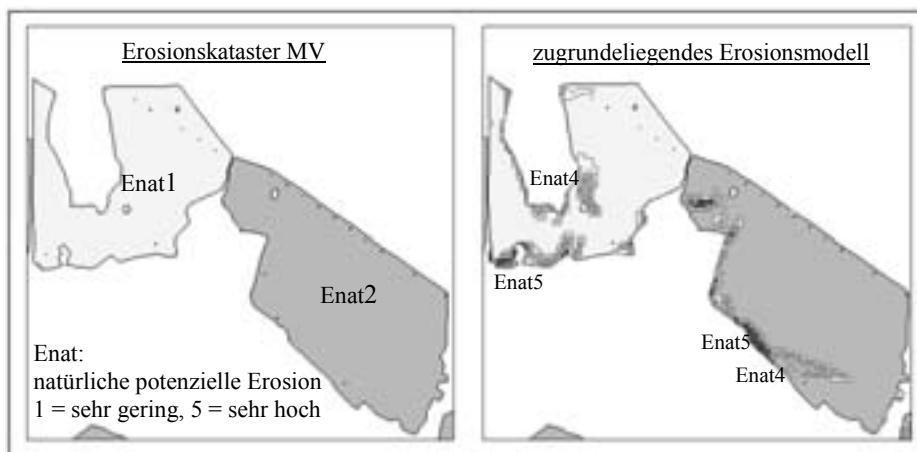 Erosionskataster MV
Enat1
Enat2
Enat:
natürliche potenzielle Erosion
1 = sehr gering, 5 = sehr hoch
zugrundeliegendes Erosionsmodell
Enat4
Enat5
Enat5
Enat4